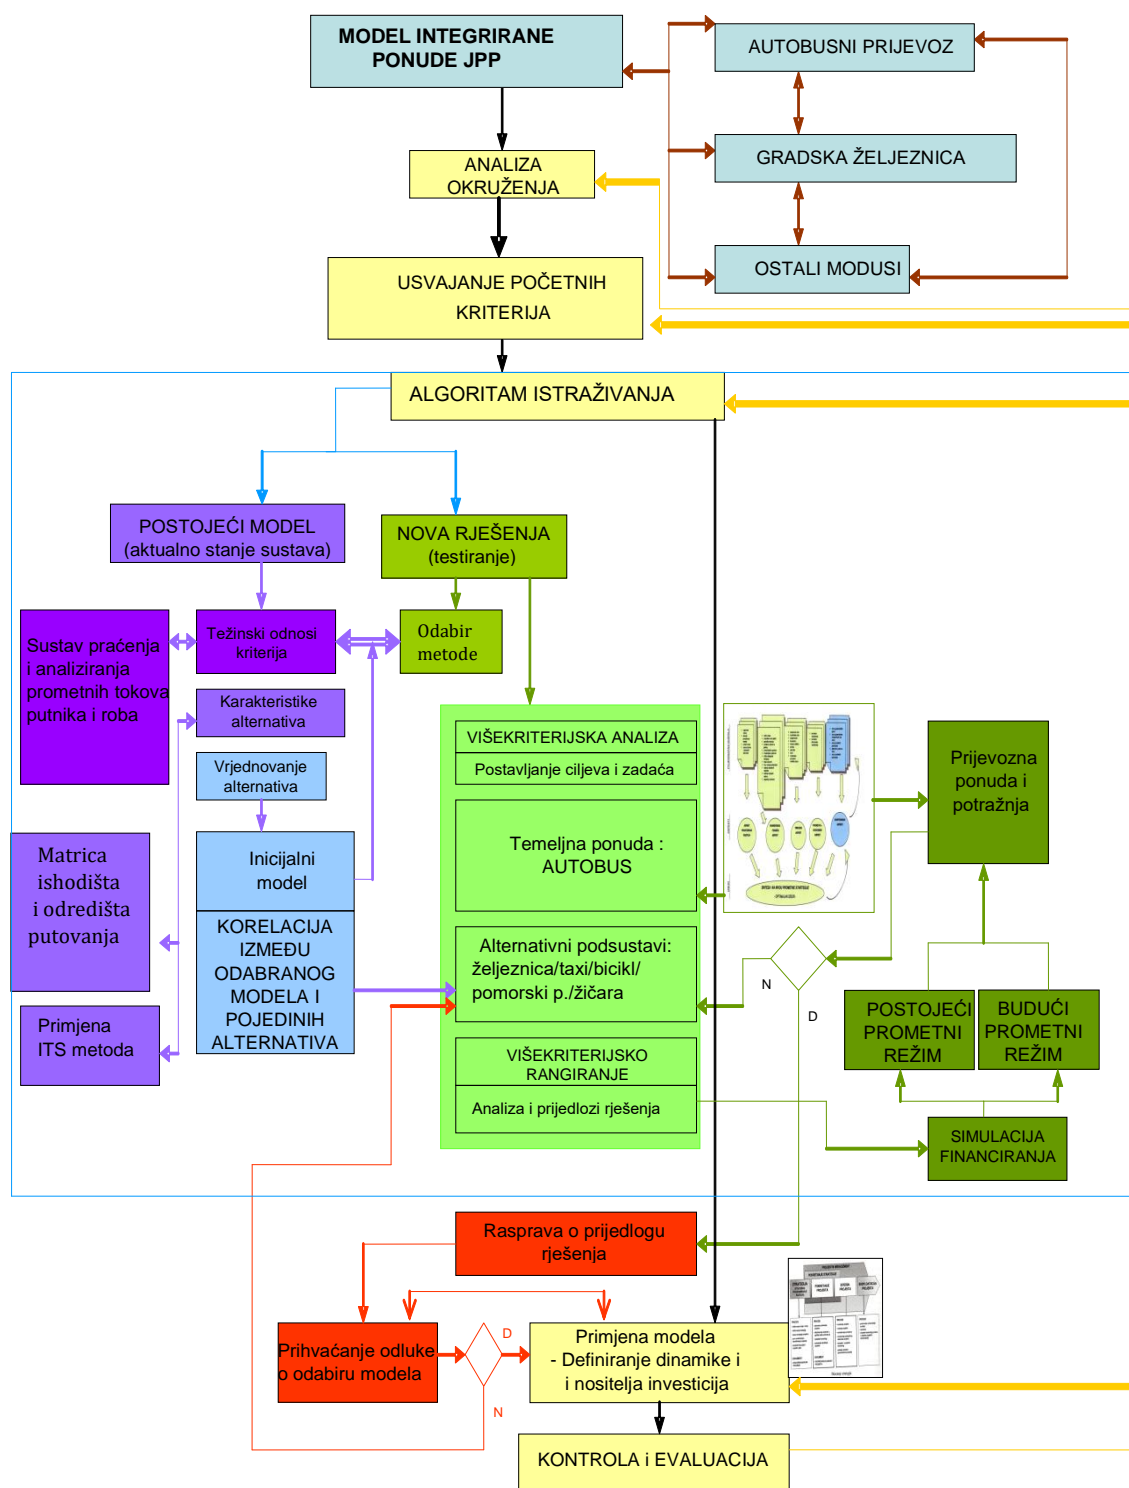 MODEL INTEGRIRANE
PONUDE JPP
AUTOBUSNI PRIJEVOZ
GRADSKA ŽELJEZNICA
OSTALI MODUSI
ANALIZA
OKRUŽENJA
USVAJANJE POČETNIH
KRITERIJA
ALGORITAM ISTRAŽIVANJA
POSTOJEĆI MODEL
(aktualno stanje sustava)
NOVA RJEŠENJA
(testiranje)
Sustav praćenja
i analiziranja
prometnih tokova
putnika i roba
Težinski odnosi
kriterija
Odabir
metode
Karakteristike
alternativa
Vrjednovanje
alternativa
Matrica
ishodišta
i odredišta
putovanja
Inicijalni
model
KORELACIJA
IZMEĐU
ODABRANOG
MODELA I
POJEDINIH
ALTERNATIVA
Primjena
ITS metoda
VIŠEKRITERIJSKA ANALIZA
Postavljanje ciljeva i zadaća
Temeljna ponuda :
AUTOBUS
Alternativni podsustavi:
željeznica/taxi/bicikl/
pomorski p./žičara
VIŠEKRITERIJSKO
RANGIRANJE
Analiza i prijedlozi rješenja
Prijevozna
ponuda i
potražnja
N
D
POSTOJEĆI
PROMETNI
REŽIM
BUDUĆI
PROMETNI
REŽIM
SIMULACIJA
FINANCIRANJA
Rasprava o prijedlogu
rješenja
Prihvaćanje odluke
o odabiru modela
D
N
Primjena modela
- Definiranje dinamike i
i nositelja investicija
KONTROLA i EVALUACIJA